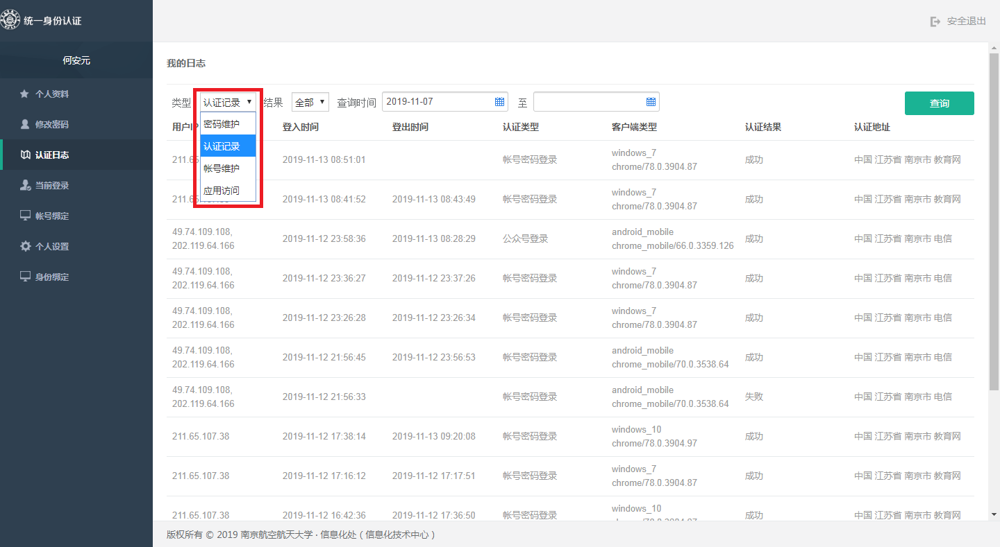 统一身份认证
安全退出
何安元
个人资料
修改密码
认证日志
当前登录
帐号绑定
个人设置
身份绑定
我的日志
类型 认证记录 结果 全部 查询时间 2019-11-07 至 查询
密码维护
认证记录
帐号维护
应用访问
登入时间 登出时间 认证类型 客户端类型 认证结果 认证地址
2019-11-13 08:51:01 帐号密码登录 windows_7 chrome/78.0.3904.87 成功 中国 江苏省 南京市 教育网
2019-11-13 08:41:52 2019-11-13 08:43:49 帐号密码登录 windows_7 chrome/78.0.3904.87 成功 中国 江苏省 南京市 教育网
49.74.109.108, 202.119.64.166 2019-11-12 23:58:36 2019-11-13 08:28:29 公众号登录 android_mobile chrome_mobile/66.0.3359.126 成功 中国 江苏省 南京市 电信
49.74.109.108, 202.119.64.166 2019-11-12 23:36:27 2019-11-12 23:37:26 帐号密码登录 windows_7 chrome/78.0.3904.87 成功 中国 江苏省 南京市 电信
49.74.109.108, 202.119.64.166 2019-11-12 23:26:28 2019-11-12 23:26:34 帐号密码登录 windows_7 chrome/78.0.3904.87 成功 中国 江苏省 南京市 电信
49.74.109.108, 202.119.64.166 2019-11-12 21:56:45 2019-11-12 23:56:53 帐号密码登录 android_mobile chrome_mobile/70.0.3538.64 成功 中国 江苏省 南京市 电信
49.74.109.108, 202.119.64.166 2019-11-12 21:56:33 帐号密码登录 android_mobile chrome_mobile/70.0.3538.64 失败 中国 江苏省 南京市 电信
211.65.107.38 2019-11-12 17:38:14 2019-11-13 09:20:08 帐号密码登录 windows_10 chrome/78.0.3904.97 成功 中国 江苏省 南京市 教育网
211.65.107.38 2019-11-12 17:16:12 2019-11-12 17:17:51 帐号密码登录 windows_7 chrome/78.0.3904.87 成功 中国 江苏省 南京市 教育网
211.65.107.38 2019-11-12 16:42:36 2019-11-12 17:36:50 帐号密码登录 windows_10 成功 中国 江苏省 南京市 教育网
版权所有 © 2019 南京航空航天大学 · 信息化处 ( 信息化技术中心 )